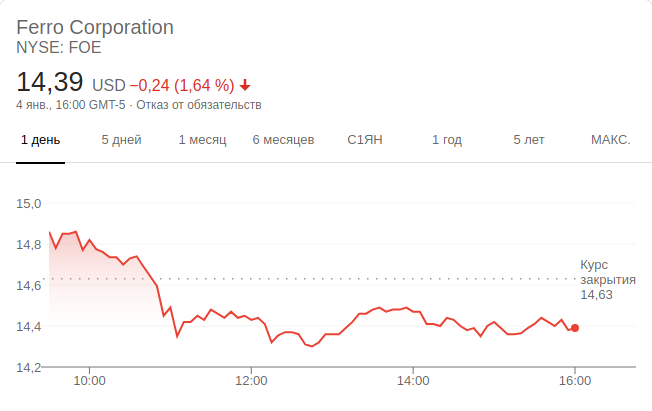 Ferro Corporation
NYSE: FOE
14,39 USD −0,24 (1,64 %)
4 янв., 16:00 GMT-5 · Отказ от обязательств
1 день 5 дней 1 месяц 6 месяцев С1ЯН 1 год 5 лет МАКС.
15,0
14,8
14,6
14,4
14,2
Курс
закрытия
14,63
10:00 12:00 14:00 16:00